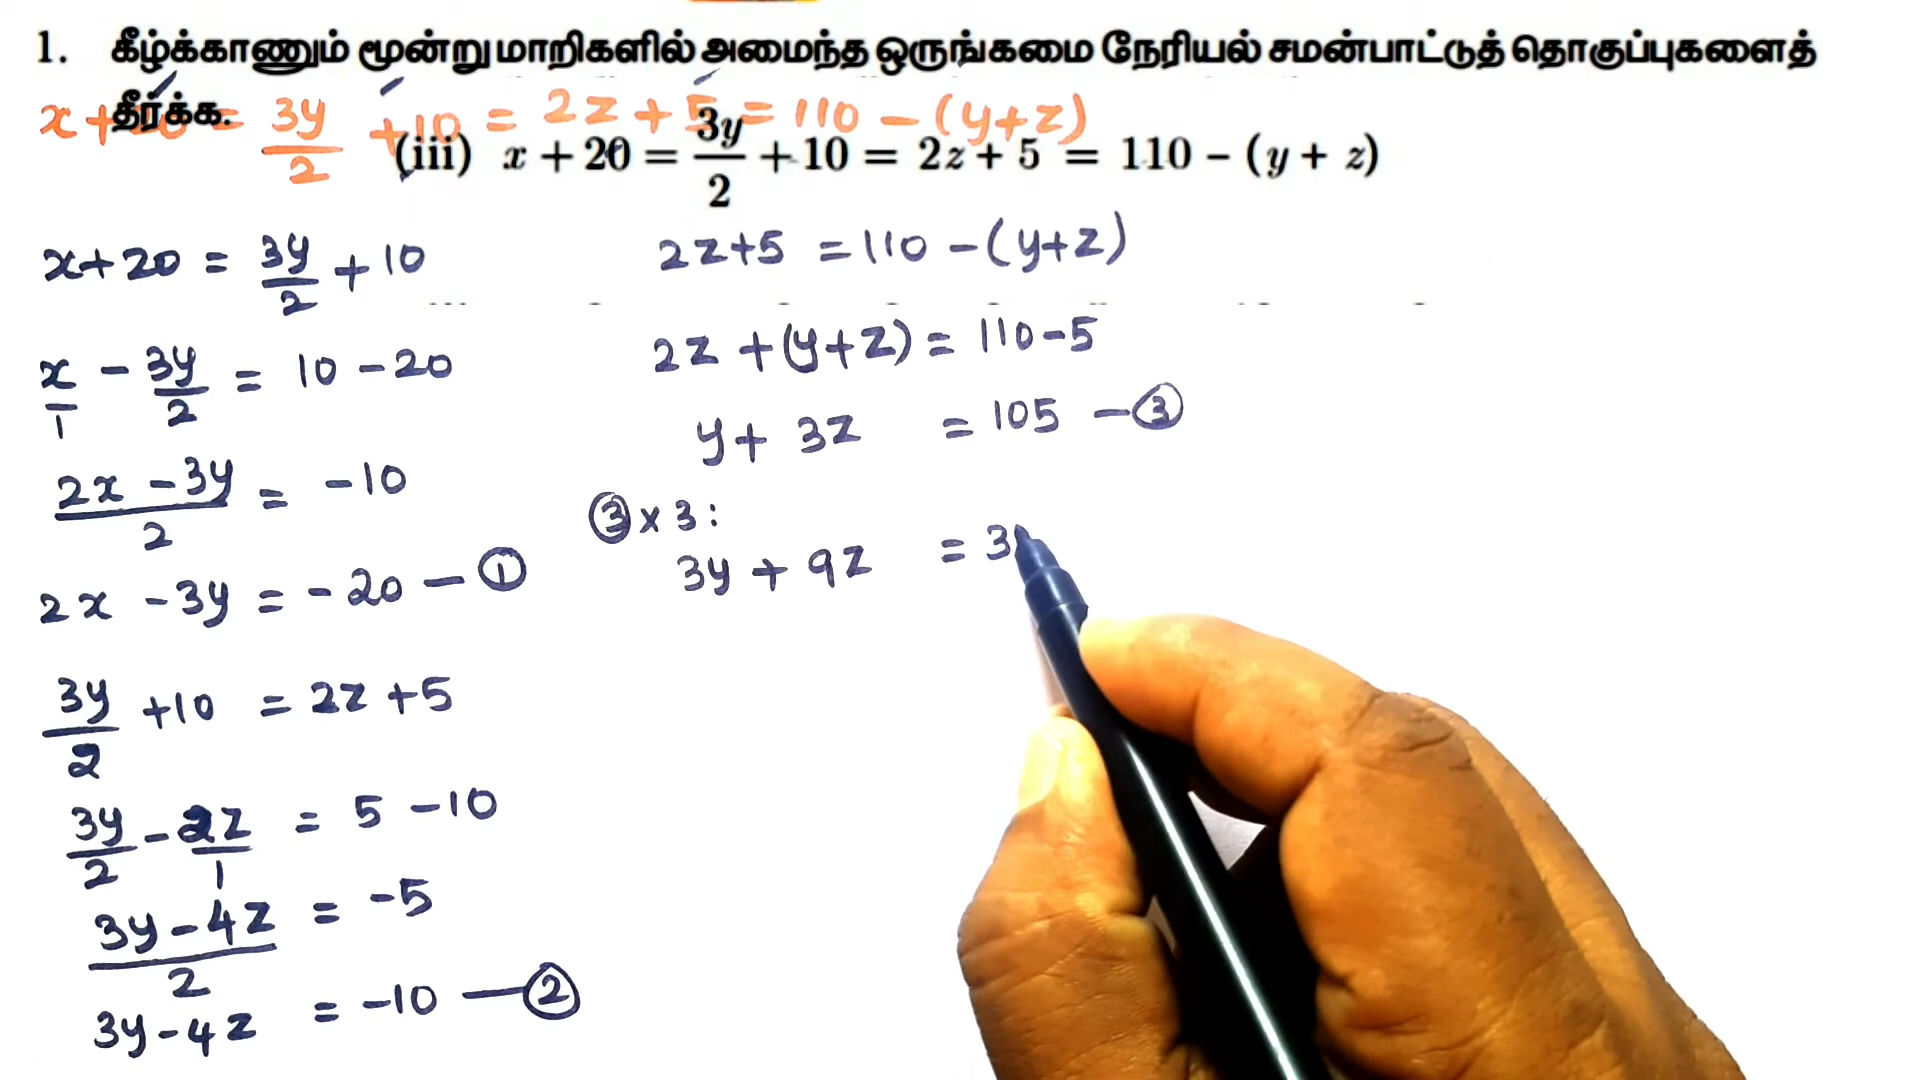 1. கீழ்க்காணும் மூன்று மாறிகளில் அமைந்த ஒருங்கமை நேரியல் சமன்பாட்டுத் தொகுப்புகளைத்
தீர்க்க.
x + 20 = 3y/2 + 10 = 2z + 5 = 110 - (y+z)
(iii) x + 20 = 3y/2 + 10 = 2z + 5 = 110 - (y + z)
x + 20 = 3y/2 + 10
x/1 - 3y/2 = 10 - 20
(2x - 3y)/2 = -10
2x - 3y = -20 - ①
3y/2 + 10 = 2z + 5
3y/2 - 2z/1 = 5 - 10
(3y - 4z)/2 = -5
3y - 4z = -10 - ②
2z + 5 = 110 - (y+z)
2z + (y+z) = 110 - 5
y + 3z = 105 - ③
③ x 3:
3y + 9z = 3